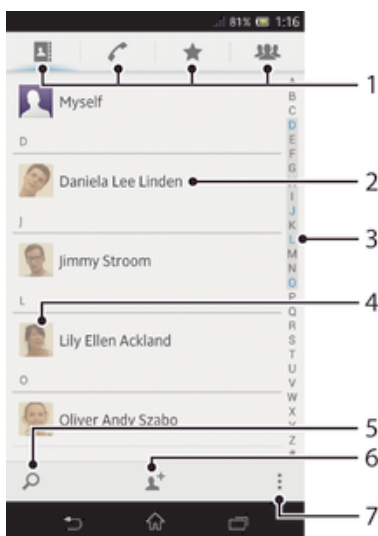 81% 1:16
1
Myself
D
Daniela Lee Linden
2
J
Jimmy Stroom
3
L
4
Lily Ellen Ackland
O
Oliver Andy Szabo
5
6
7
A
B
C
D
E
F
G
H
I
J
K
L
M
N
O
P
Q
R
S
T
U
V
W
X
Y
Z
#